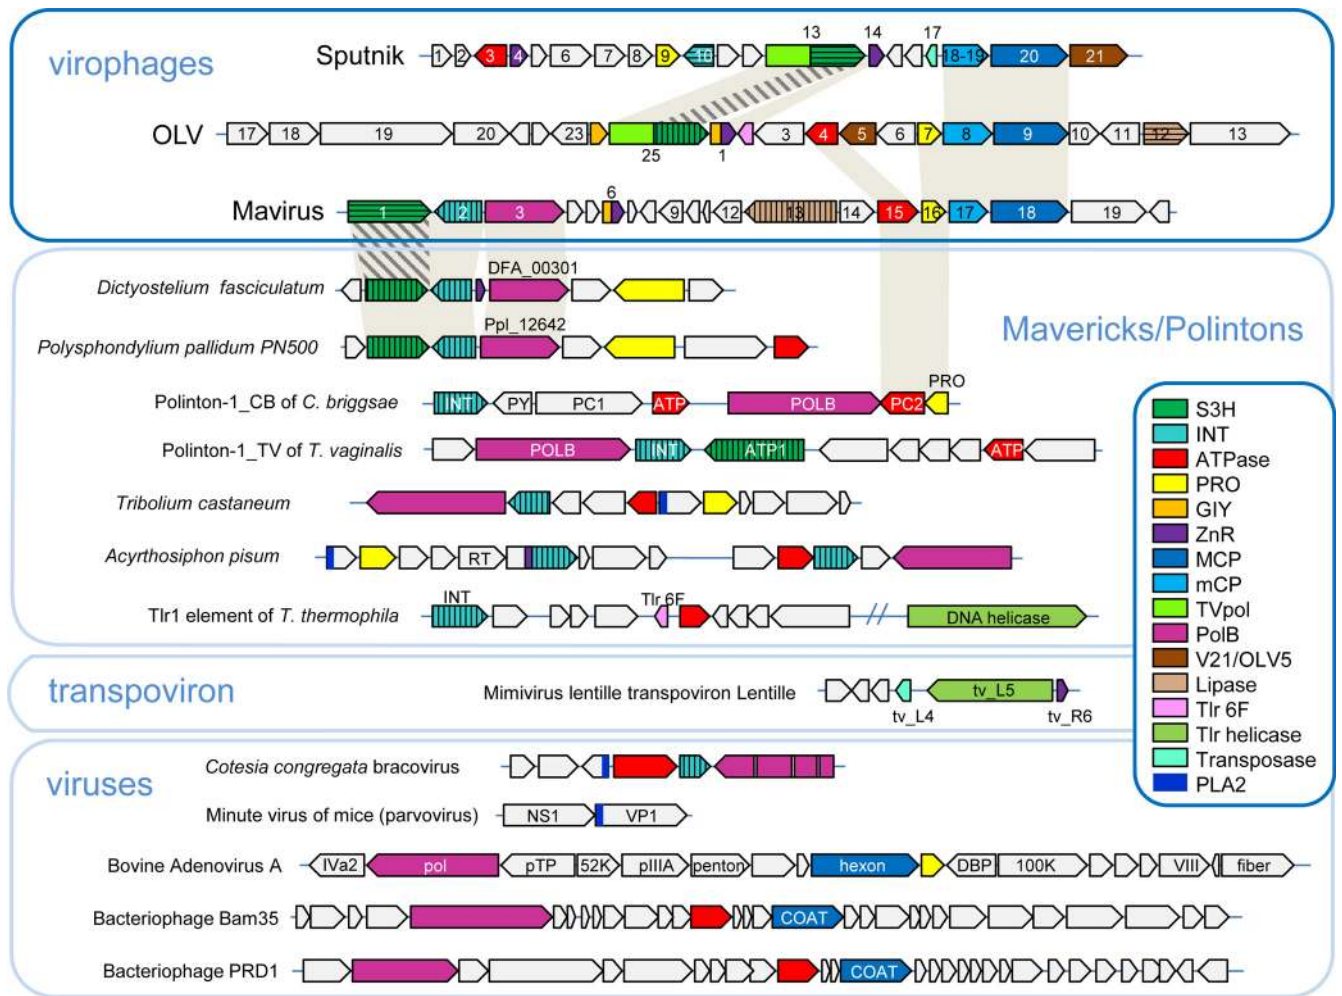 virophages
13 14 17
Sputnik 1 2 3 4 6 7 8 9 10 18-19 20 21
OLV 17 18 19 20 23 3 4 5 6 7 8 9 10 11 12 13
25 1
6
Mavirus 1 2 3 9 12 13 14 15 16 17 18 19
Mavericks/Polintons
DFA_00301
Dictyostelium fasciculatum
Ppl_12642
Polysphondylium pallidum PN500
PRO
Polinton-1_CB of C. briggsae INT PY PC1 ATP POLB PC2
Polinton-1_TV of T. vaginalis POLB INT ATP1 ATP
Tribolium castaneum
Acyrthosiphon pisum RT
INT Tlr 6F
Tlr1 element of T. thermophila // DNA helicase
transpoviron
Mimivirus lentille transpoviron Lentille tv_L5
tv_L4 tv_R6
viruses
Cotesia congregata bracovirus
Minute virus of mice (parvovirus) NS1 VP1
Bovine Adenovirus A IVa2 pol pTP 52K pIIIA penton hexon DBP 100K VIII fiber
Bacteriophage Bam35 COAT
Bacteriophage PRD1 COAT
S3H
INT
ATPase
PRO
GIY
ZnR
MCP
mCP
TVpol
PolB
V21/OLV5
Lipase
Tlr 6F
Tlr helicase
Transposase
PLA2